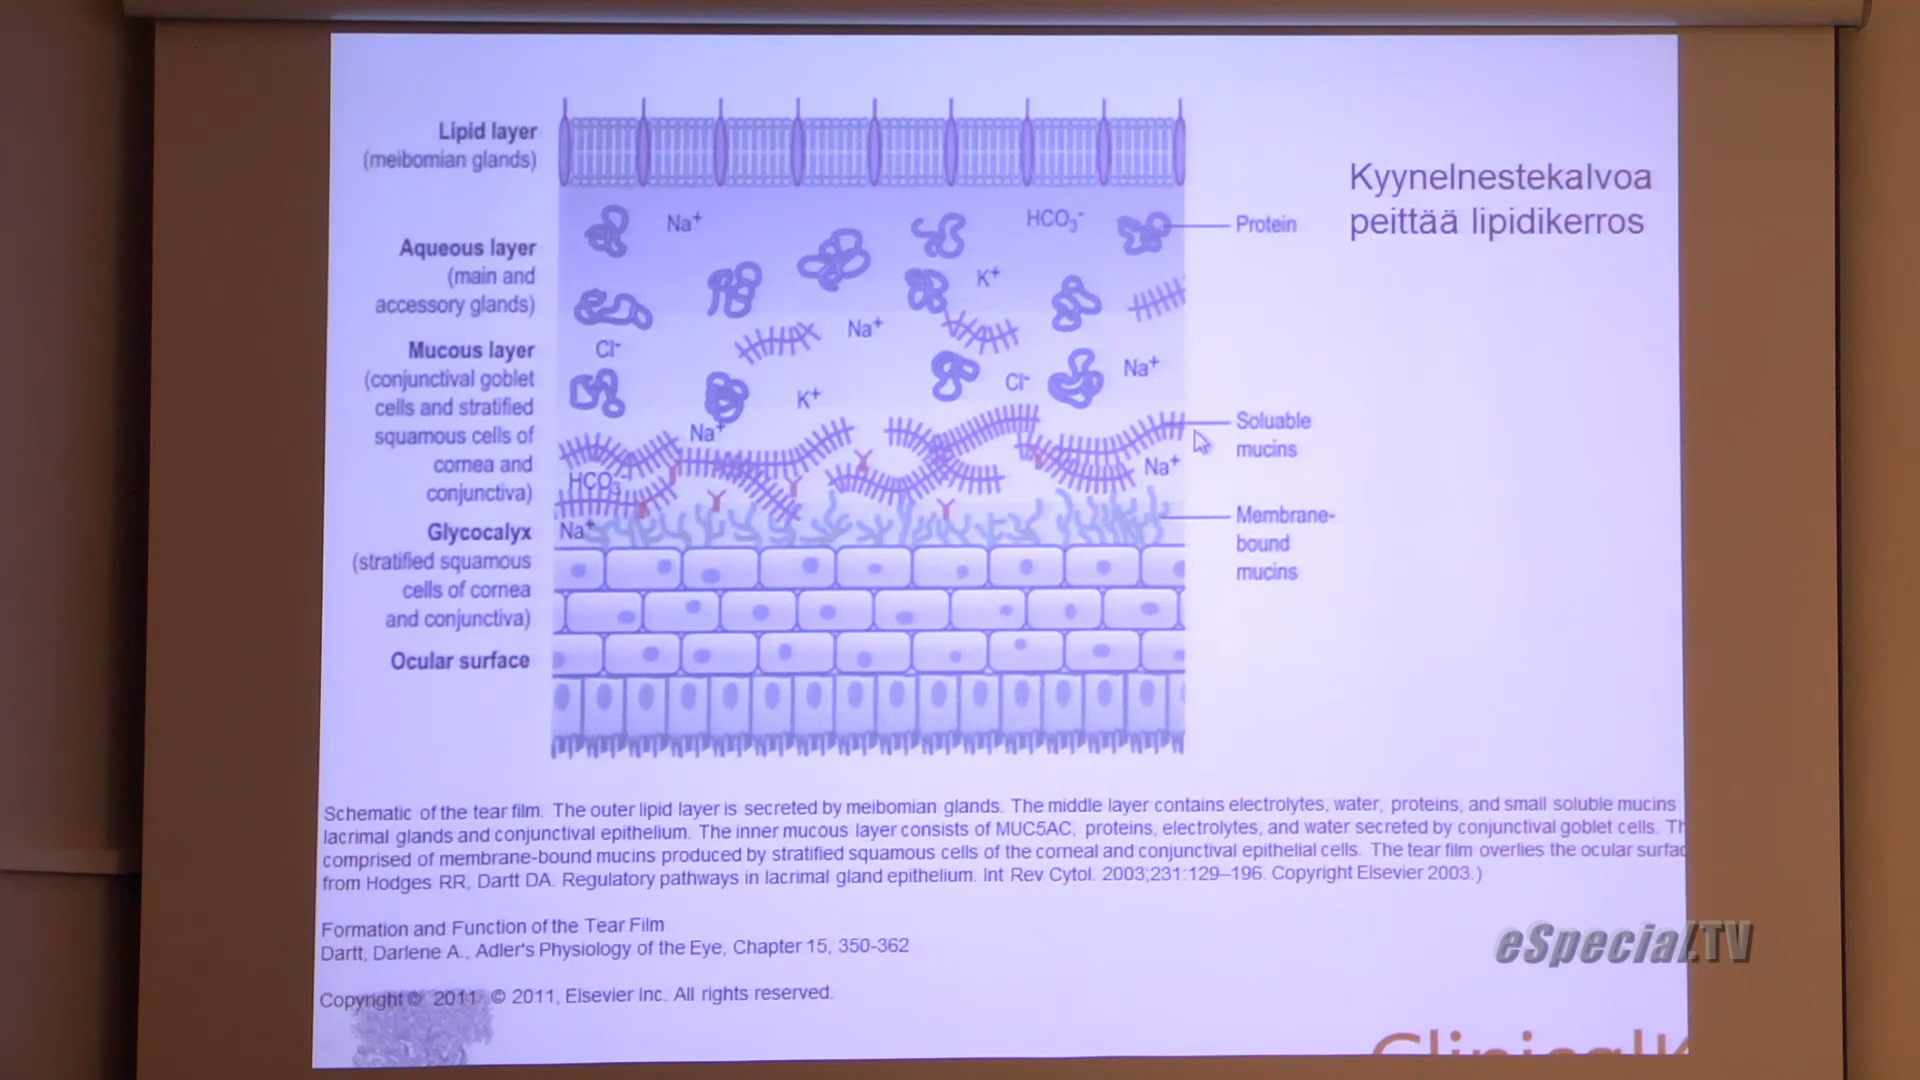 Lipid layer
(meibomian glands)
Aqueous layer
(main and
accessory glands)
Mucous layer
(conjunctival goblet
cells and stratified
squamous cells of
cornea and
conjunctiva)
Glycocalyx
(stratified squamous
cells of cornea
and conjunctiva)
Ocular surface
Na+
HCO3-
K+
Na+
Cl-
Cl-
Na+
K+
Na+
Na+
HCO3-
Na+
Protein
Soluable
mucins
Membrane-
bound
mucins
Kyynelnestekalvoa
peittää lipidikerros
Schematic of the tear film. The outer lipid layer is secreted by meibomian glands. The middle layer contains electrolytes, water, proteins, and small soluble mucins
lacrimal glands and conjunctival epithelium. The inner mucous layer consists of MUC5AC, proteins, electrolytes, and water secreted by conjunctival goblet cells.
comprised of membrane-bound mucins produced by stratified squamous cells of the corneal and conjunctival epithelial cells. The tear film overlies the ocular
from Hodges RR, Dartt DA. Regulatory pathways in lacrimal gland epithelium. Int Rev Cytol. 2003;231:129–196. Copyright Elsevier 2003.)
Formation and Function of the Tear Film
Dartt, Darlene A., Adler's Physiology of the Eye, Chapter 15, 350-362
Copyright © 2011 © 2011, Elsevier Inc. All rights reserved.
eSpecial.TV